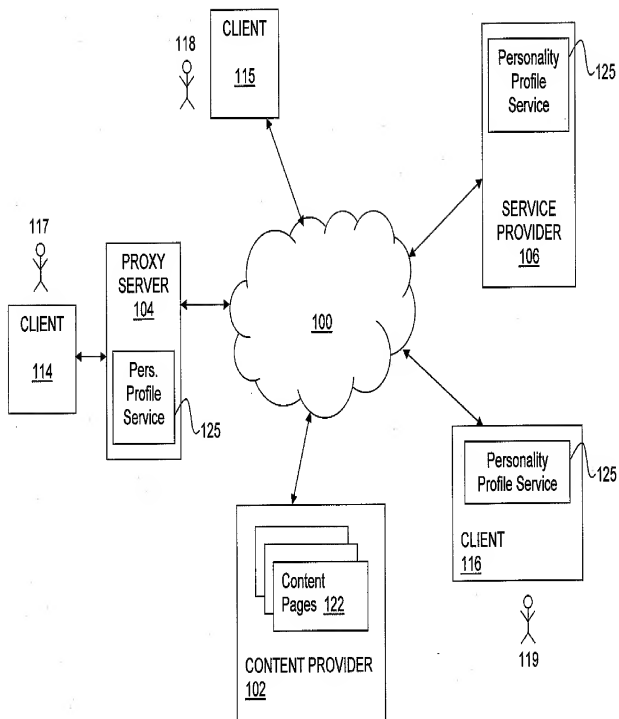 118
CLIENT
115
Personality
Profile
Service
125
SERVICE
PROVIDER
106
117
CLIENT
114
PROXY
SERVER
104
Pers.
Profile
Service
125
100
Personality
Profile Service
125
CLIENT
116
119
Content
Pages 122
CONTENT PROVIDER
102